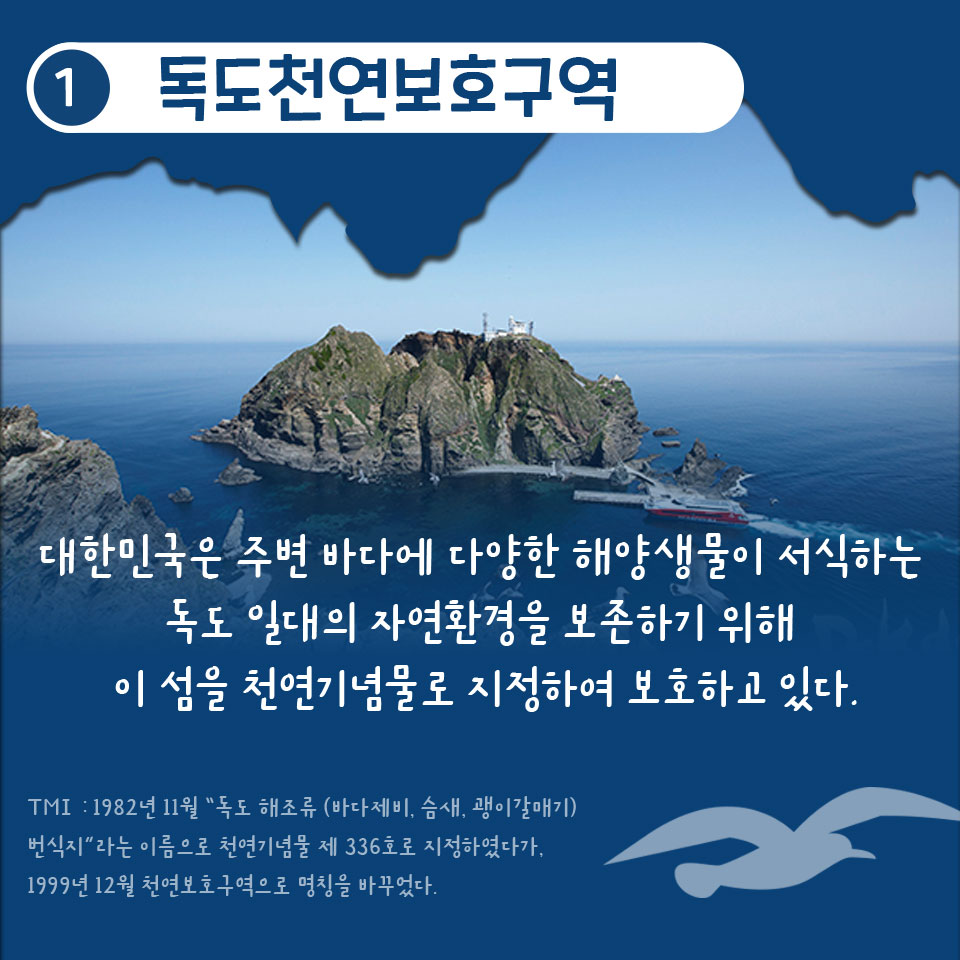 1 독도천연보호구역
대한민국은 주변 바다에 다양한 해양생물이 서식하는
독도 일대의 자연환경을 보존하기 위해
이 섬을 천연기념물로 지정하여 보호하고 있다.
TMI : 1982년 11월 "독도 해조류 (바다제비, 슴새, 괭이갈매기)
번식지"라는 이름으로 천연기념물 제 336호로 지정하였다가,
1999년 12월 천연보호구역으로 명칭을 바꾸었다.